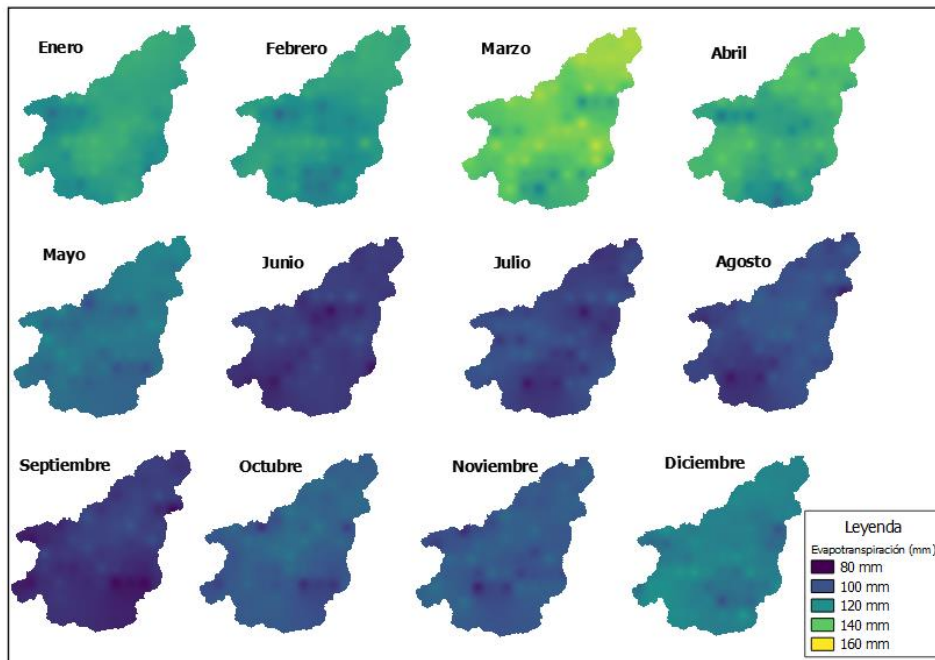 Enero
Febrero
Marzo
Abril
Mayo
Junio
Julio
Agosto
Septiembre
Octubre
Noviembre
Diciembre
Leyenda
Evapotranspiración (mm)
80 mm
100 mm
120 mm
140 mm
160 mm